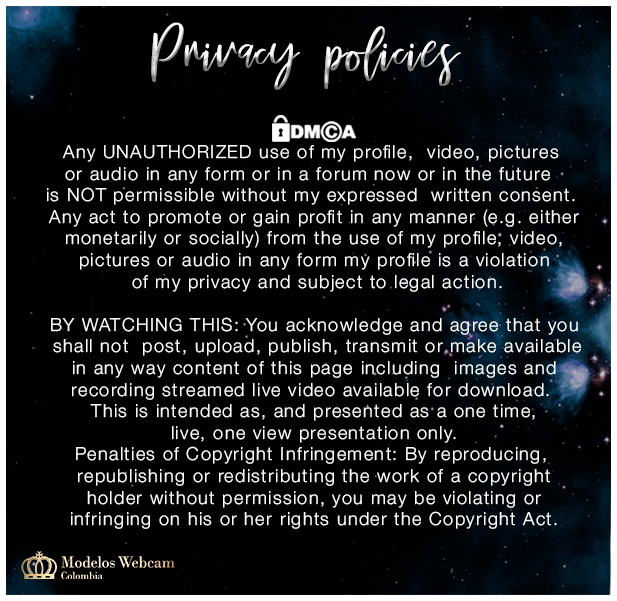 Privacy policies
DMCA
Any UNAUTHORIZED use of my profile, video, pictures
or audio in any form or in a forum now or in the future
is NOT permissible without my expressed written consent.
Any act to promote or gain profit in any manner (e.g. either
monetarily or socially) from the use of my profile, video,
pictures or audio in any form my profile is a violation
of my privacy and subject to legal action.
BY WATCHING THIS: You acknowledge and agree that you
shall not post, upload, publish, transmit or make available
in any way content of this page including images and
recording streamed live video available for download.
This is intended as, and presented as a one time,
live, one view presentation only.
Penalties of Copyright Infringement: By reproducing,
republishing or redistributing the work of a copyright
holder without permission, you may be violating or
infringing on his or her rights under the Copyright Act.
Modelos Webcam
Colombia